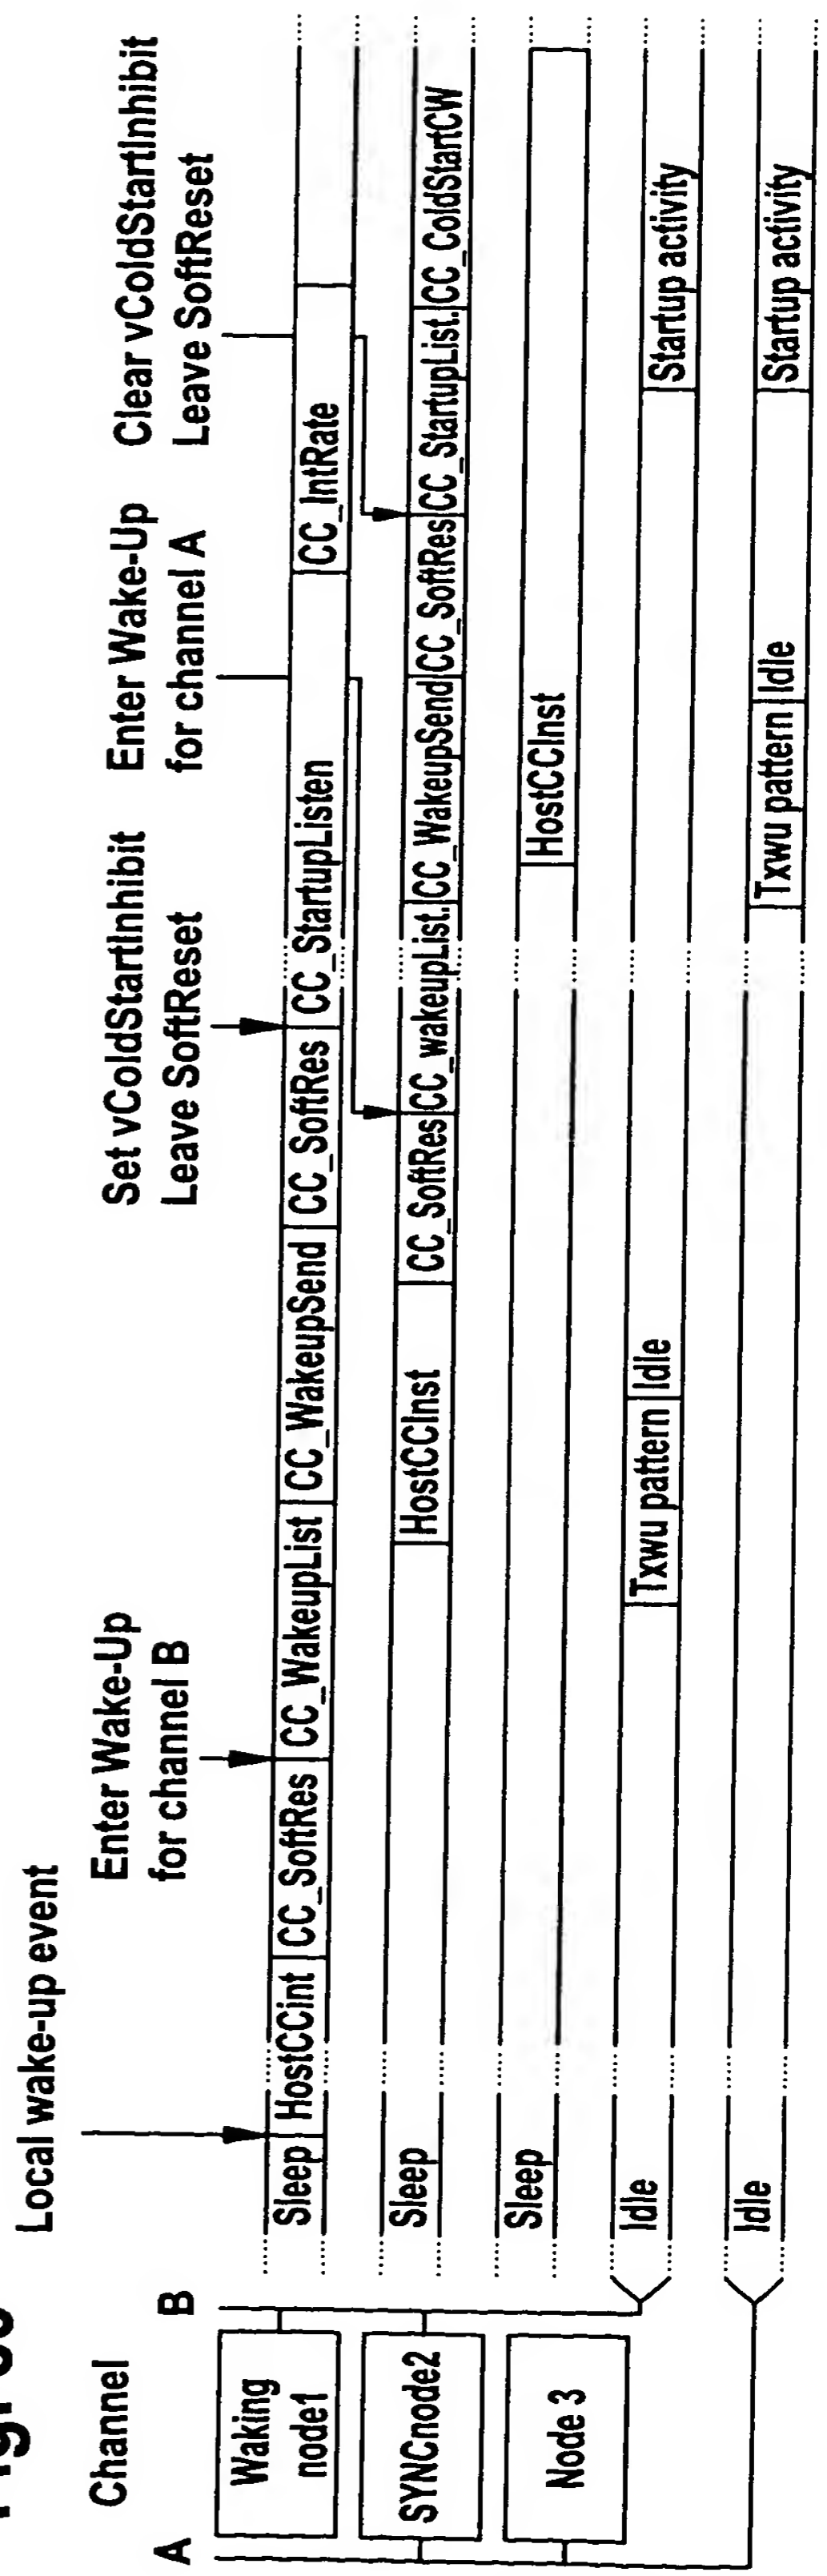 Channel
A
B
Waking
node1
SYNCnode2
Node 3
Local wake-up event
Enter Wake-Up
for channel B
Set vColdStartInhibit
Leave SoftReset
Enter Wake-Up
for channel A
Clear vColdStartInhibit
Leave SoftReset
Sleep HostCCint CC_SoftRes CC_WakeupList CC_WakeupSend CC_SoftRes CC_StartupListen CC_IntRate
Sleep HostCCInst CC_SoftRes CC_wakeupList. CC_WakeupSend CC_SoftRes CC_StartupList. CC_ColdStartCW
Sleep HostCCInst
Idle Txwu pattern Idle Startup activity
Idle Txwu pattern Idle Startup activity